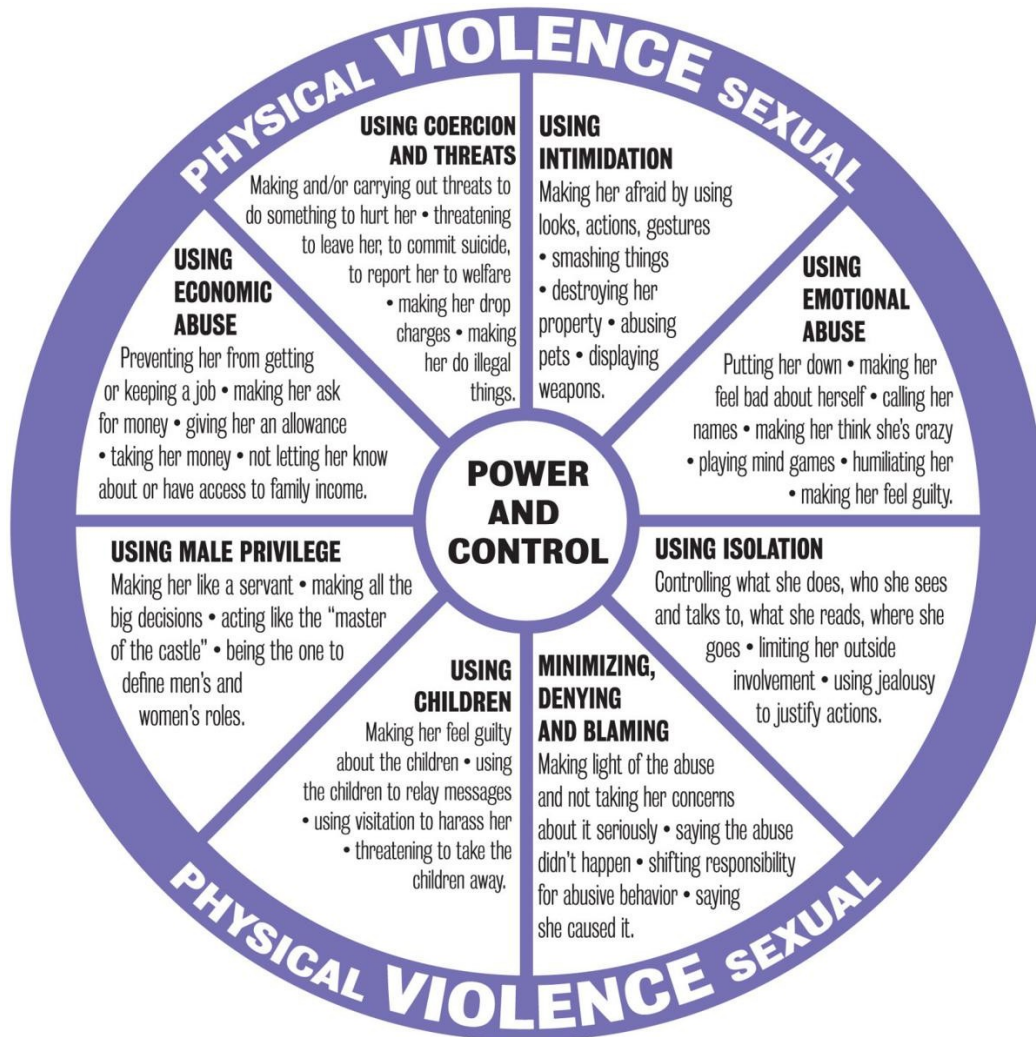 PHYSICAL VIOLENCE SEXUAL
USING COERCION
AND THREATS
Making and/or carrying out threats to
do something to hurt her • threatening
to leave her, to commit suicide,
to report her to welfare
• making her drop
charges • making
her do illegal
things.
USING
INTIMIDATION
Making her afraid by using
looks, actions, gestures
• smashing things
• destroying her
property • abusing
pets • displaying
weapons.
USING
ECONOMIC
ABUSE
Preventing her from getting
or keeping a job • making her ask
for money • giving her an allowance
• taking her money • not letting her know
about or have access to family income.
USING
EMOTIONAL
ABUSE
Putting her down • making her
feel bad about herself • calling her
names • making her think she's crazy
• playing mind games • humiliating her
• making her feel guilty.
POWER
AND
CONTROL
USING MALE PRIVILEGE
Making her like a servant • making all the
big decisions • acting like the “master
of the castle” • being the one to
define men's and
women's roles.
USING ISOLATION
Controlling what she does, who she sees
and talks to, what she reads, where she
goes • limiting her outside
involvement • using jealousy
to justify actions.
USING
CHILDREN
Making her feel guilty
about the children • using
the children to relay messages
• using visitation to harass her
• threatening to take the
children away.
MINIMIZING,
DENYING
AND BLAMING
Making light of the abuse
and not taking her concerns
about it seriously • saying the abuse
didn't happen • shifting responsibility
for abusive behavior • saying
she caused it.
PHYSICAL VIOLENCE SEXUAL